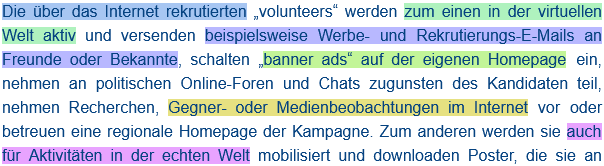 Die über das Internet rekrutierten „volunteers“ werden zum einen in der virtuellen
Welt aktiv und versenden beispielsweise Werbe- und Rekrutierungs-E-Mails an
Freunde oder Bekannte, schalten „banner ads“ auf der eigenen Homepage ein,
nehmen an politischen Online-Foren und Chats zugunsten des Kandidaten teil,
nehmen Recherchen, Gegner- oder Medienbeobachtungen im Internet vor oder
betreuen eine regionale Homepage der Kampagne. Zum anderen werden sie auch
für Aktivitäten in der echten Welt mobilisiert und downloaden Poster, die sie an